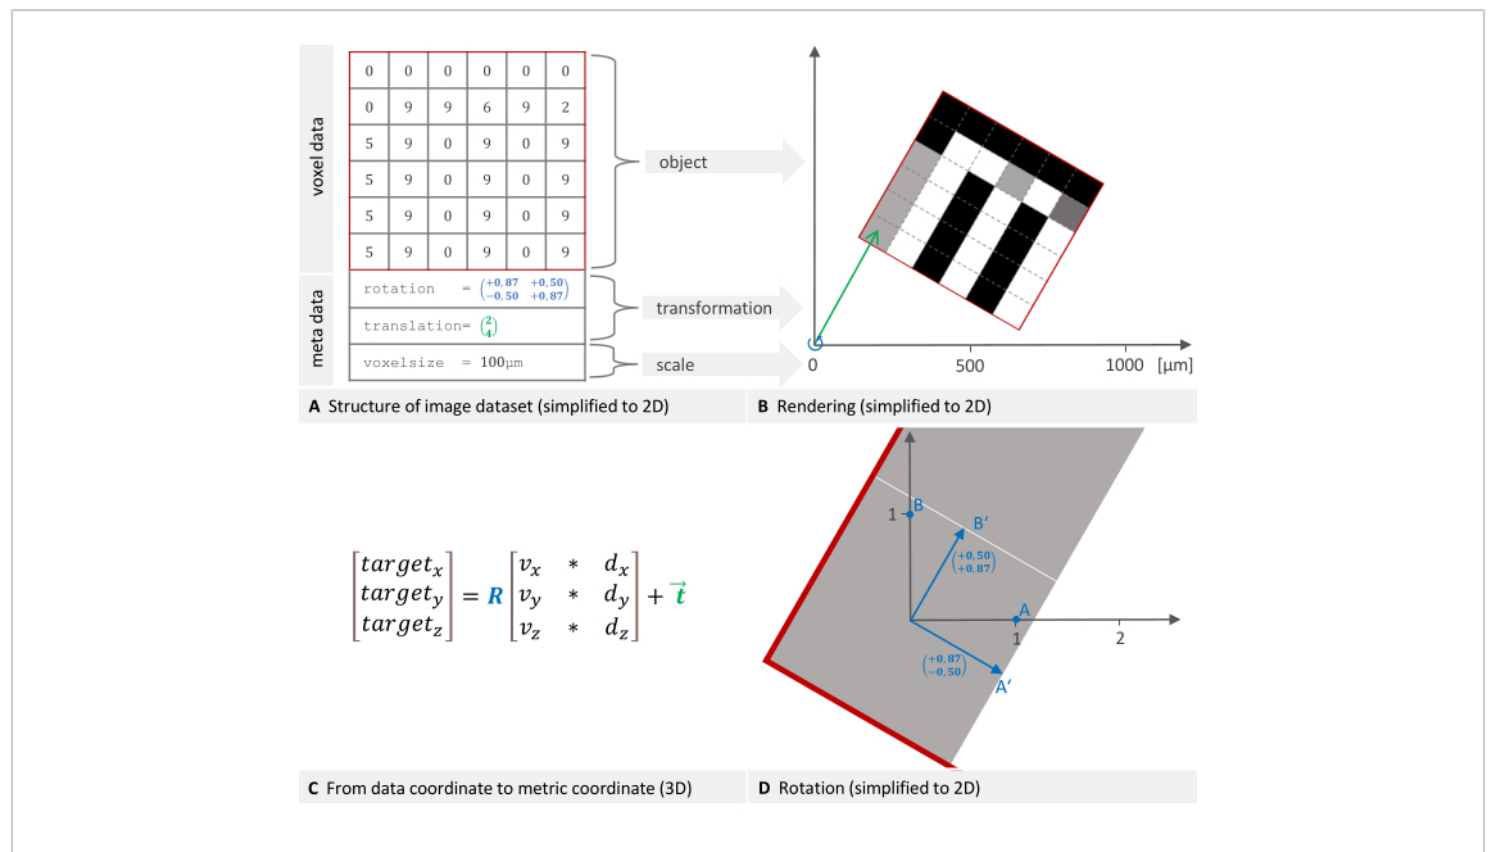 voxel data
0 0 0 0 0 0
0 9 9 6 9 2
5 9 0 9 0 9
5 9 0 9 0 9
5 9 0 9 0 9
5 9 0 9 0 9
object
meta data
rotation = (+0,87 +0,50
−0,50 +0,87)
translation= (2
4)
voxelsize = 100µm
transformation
scale
0 500 1000 [µm]
A Structure of image dataset (simplified to 2D)
B Rendering (simplified to 2D)
[target_x] = R [v_x * d_x] + t⃗
[target_y] [v_y * d_y]
[target_z] [v_z * d_z]
1 B
B‘
(+0,50
+0,87)
A
1 2
(+0,87
−0,50)
A‘
C From data coordinate to metric coordinate (3D)
D Rotation (simplified to 2D)